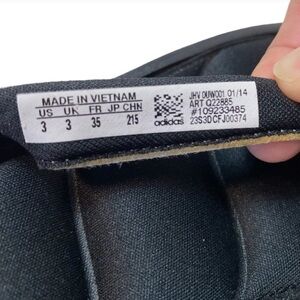 MADE IN VIETNAM
US UK FR JP CHN
3 3 35 215
adidas
JHV 0UW001 01/14
ART Q22885
#109233485
23S3DCFJ00374